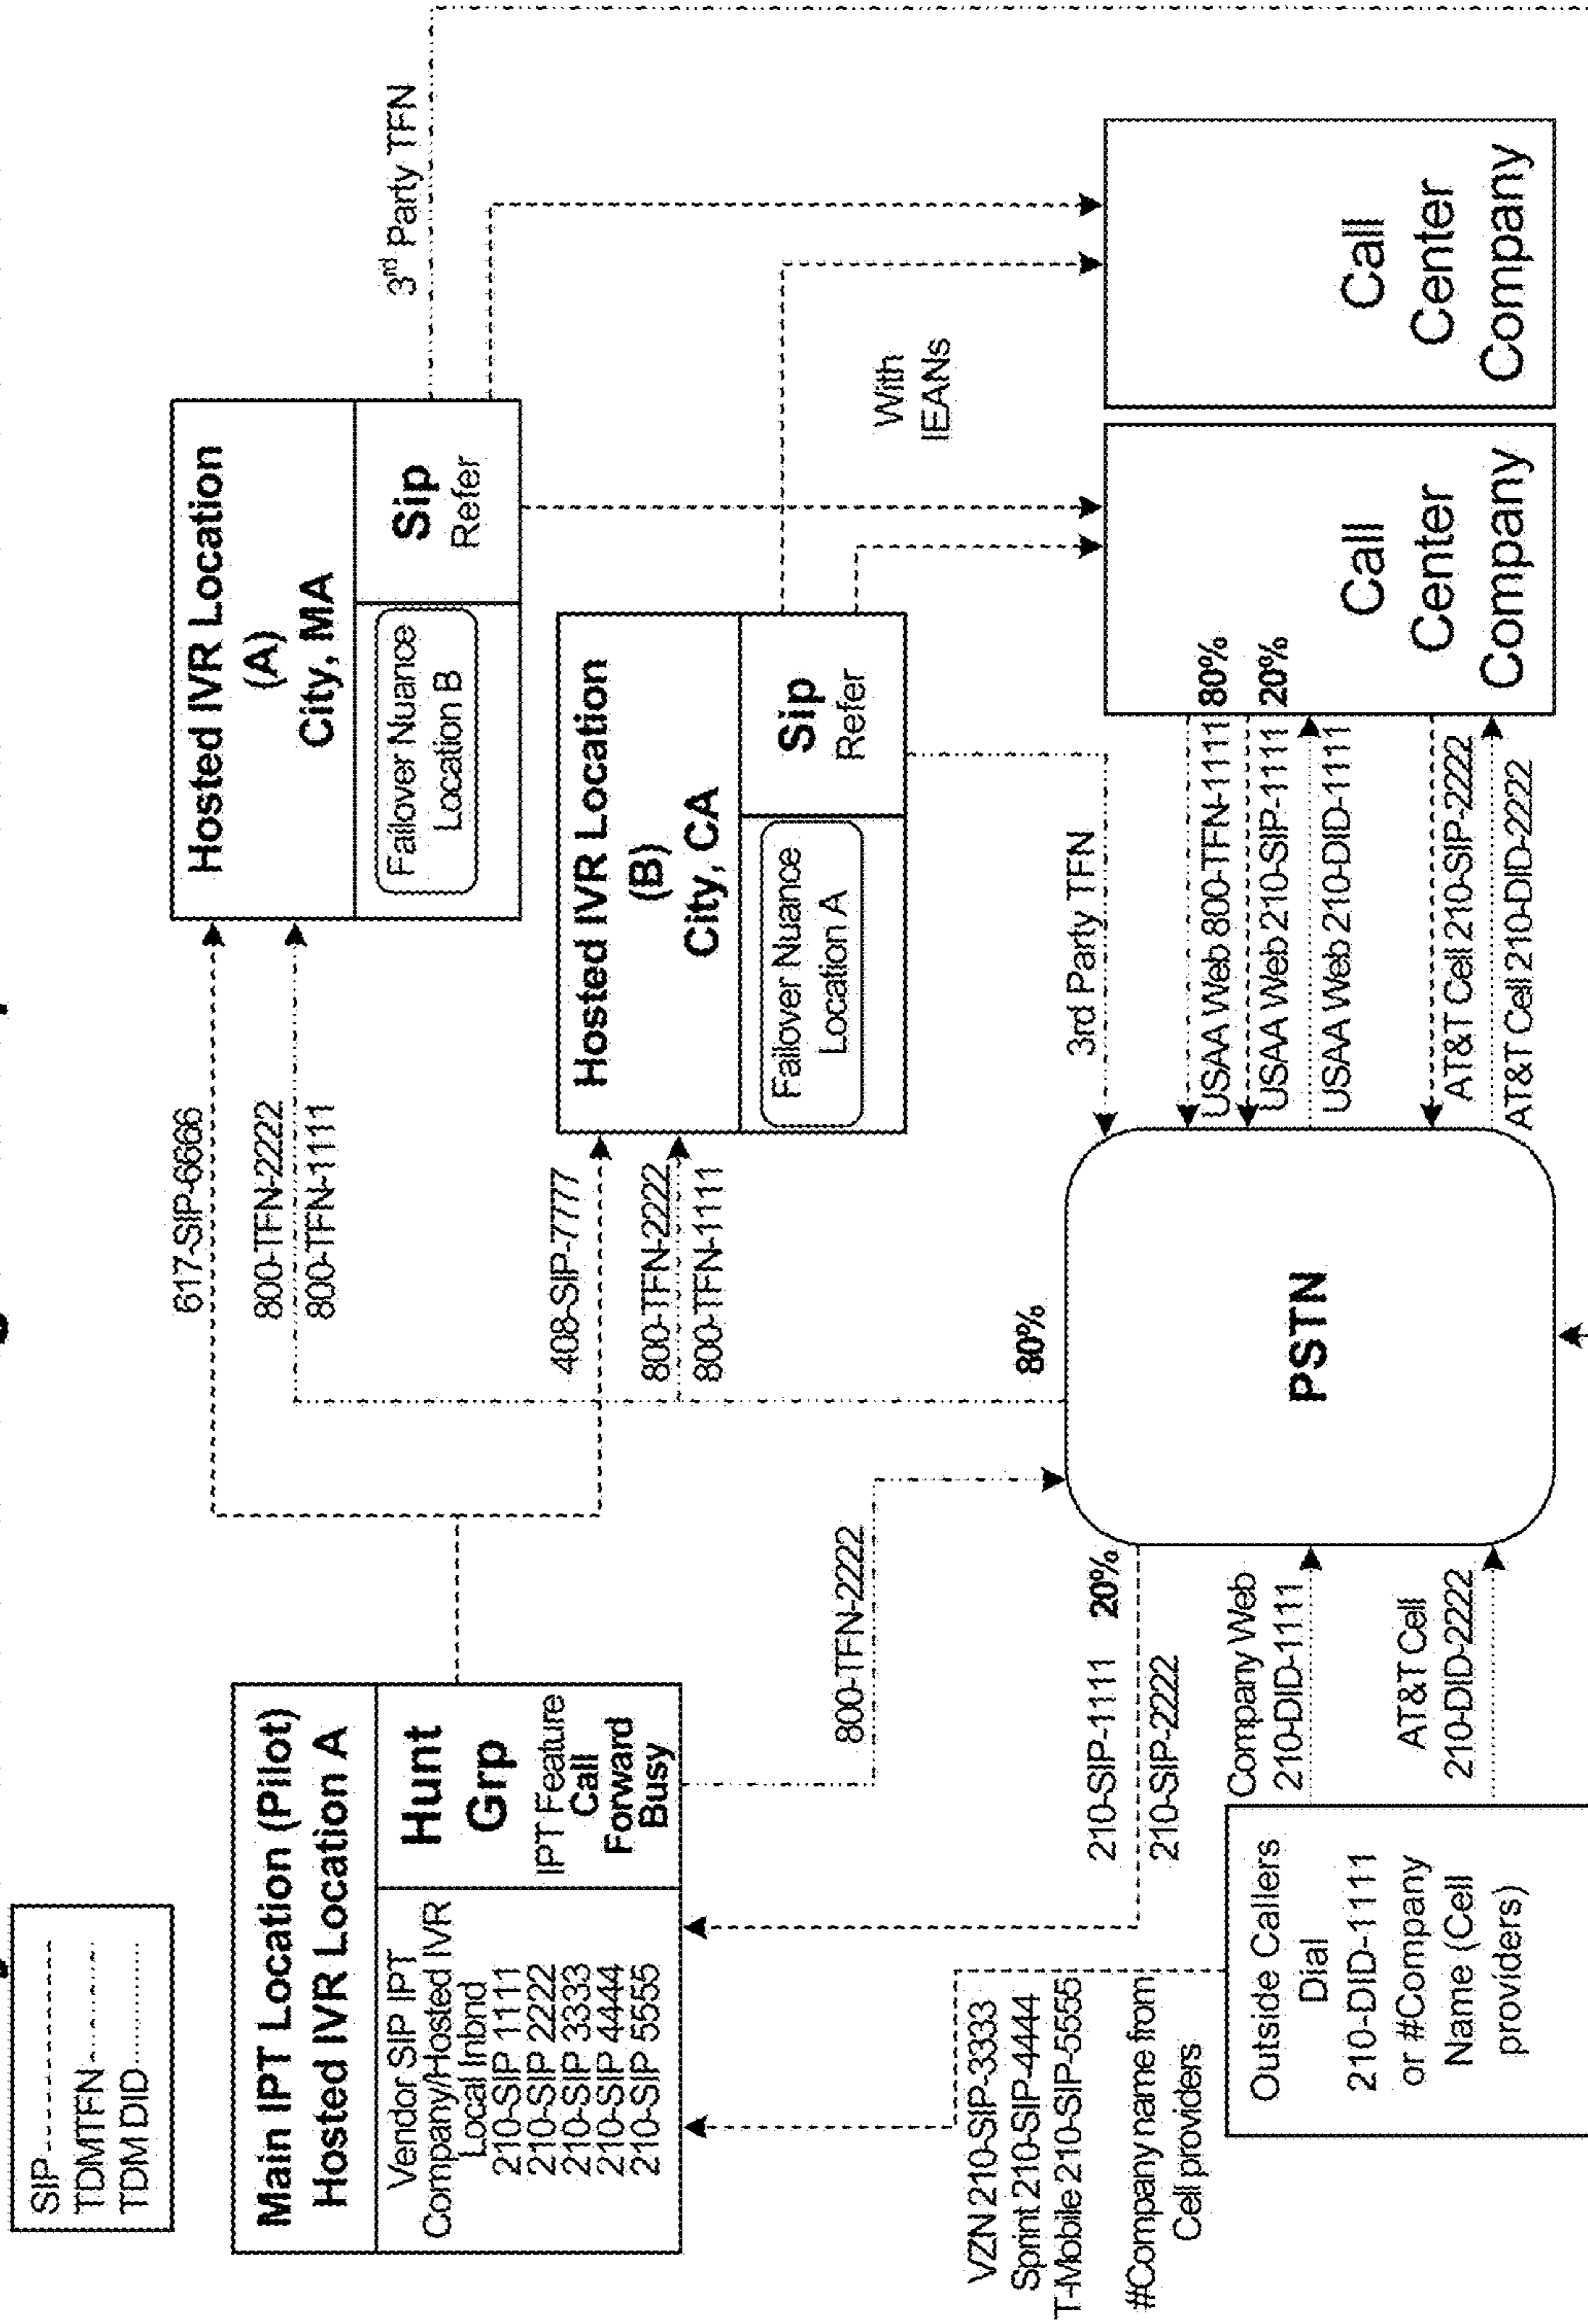 SIP
TDMTFN
TDM DID
Main IPT Location (Pilot)
Hosted IVR Location A
Vendor SIP IPT
Company/Hosted IVR
Local Inbnd
210-SIP 1111
210-SIP 2222
210-SIP 3333
210-SIP 4444
210-SIP 5555
Hunt
Grp
IPT Feature
Call
Forward
Busy
617-SIP-6666
800-TFN-2222
800-TFN-1111
Hosted IVR Location
(A)
City, MA
Failover Nuance
Location B
Sip
Refer
3rd Party TFN
408-SIP-7777
800-TFN-2222
800-TFN-1111
Hosted IVR Location
(B)
City, CA
Failover Nuance
Location A
Sip
Refer
With
IEANs
800-TFN-2222
80%
3rd Party TFN
VZN 210-SIP-3333
Sprint 210-SIP-4444
T-Mobile 210-SIP-5555
#Company name from
Cell providers
210-SIP-1111 20%
210-SIP-2222
Outside Callers
Dial
210-DID-1111
or #Company
Name (Cell
providers)
Company Web
210-DID-1111
AT&T Cell
210-DID-2222
PSTN
USAA Web 800-TFN-1111 80%
USAA Web 210-SIP-1111 20%
USAA Web 210-DID-1111
AT&T Cell 210-SIP-2222
AT&T Cell 210-DID-2222
Call
Center
Company
Call
Center
Company